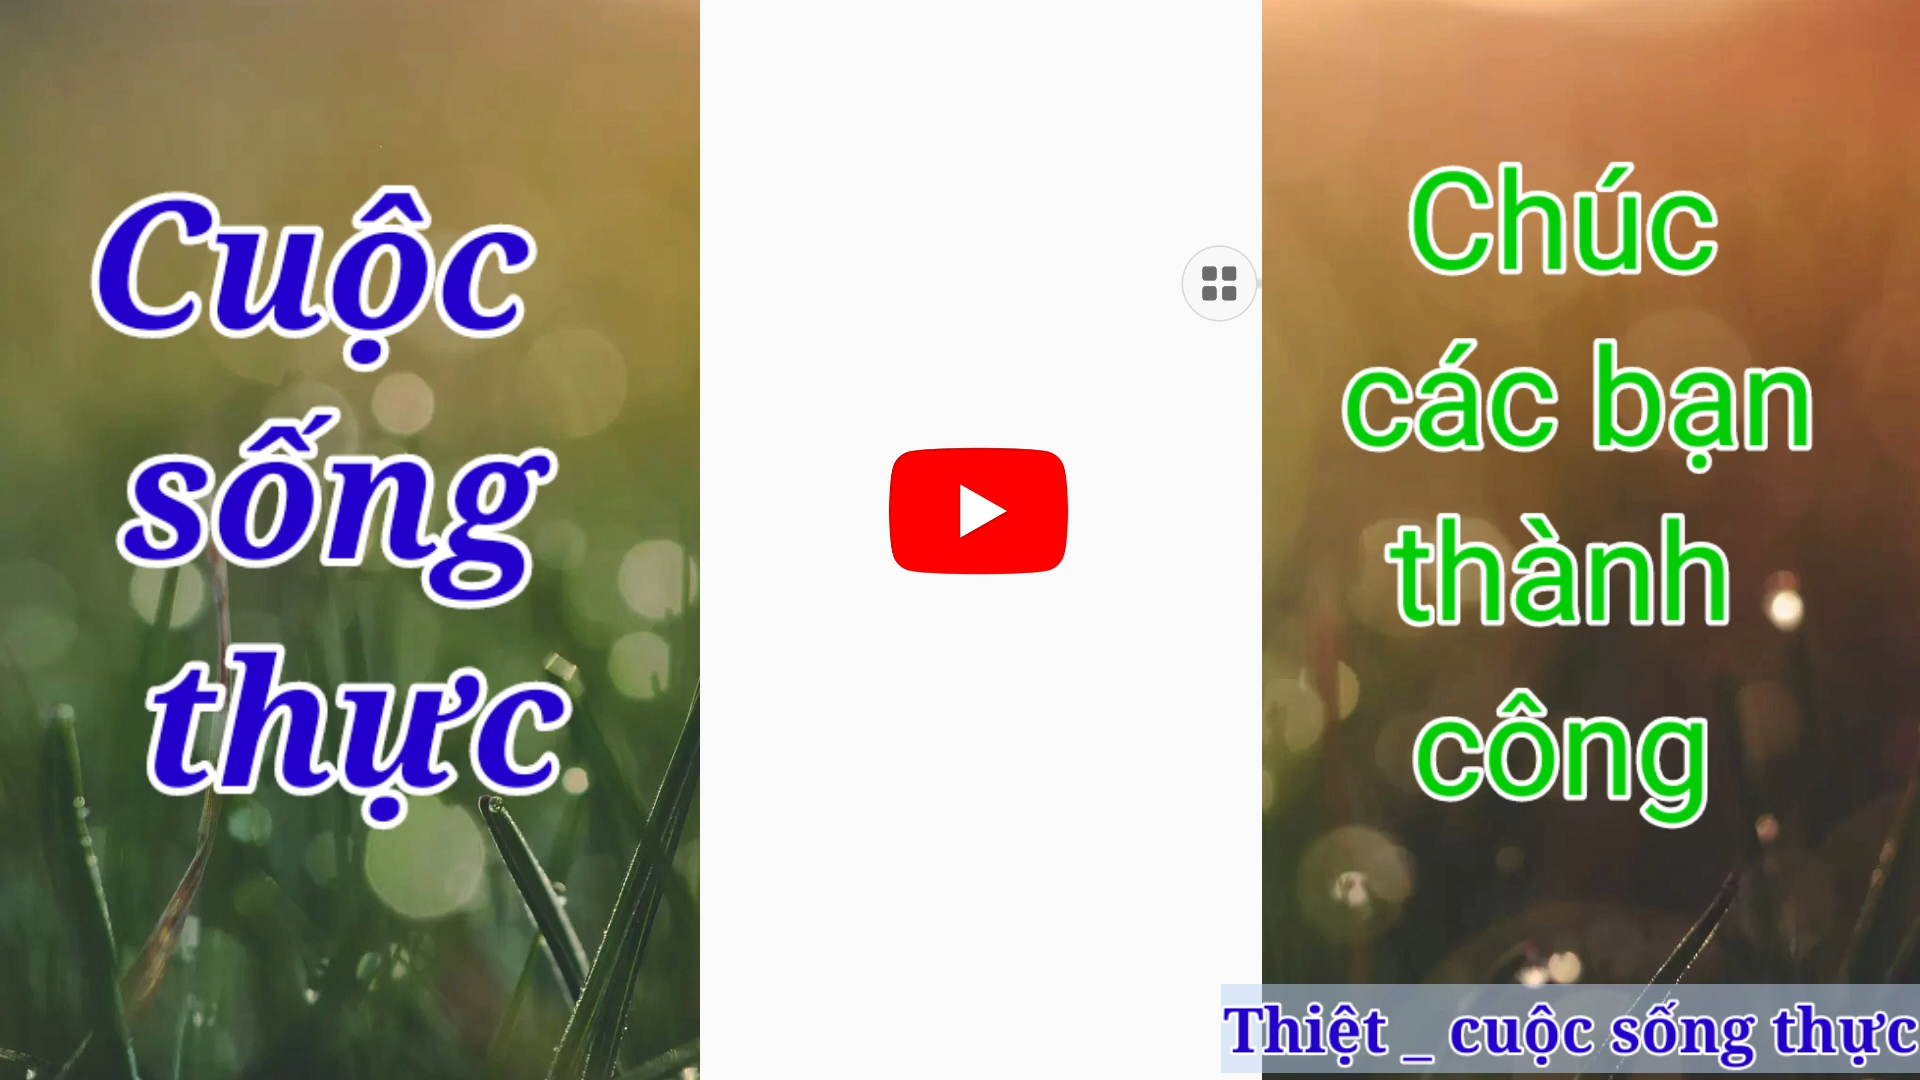 Cuộc
sống
thực
Chúc
các bạn
thành
công
Thiệt _ cuộc sống thực